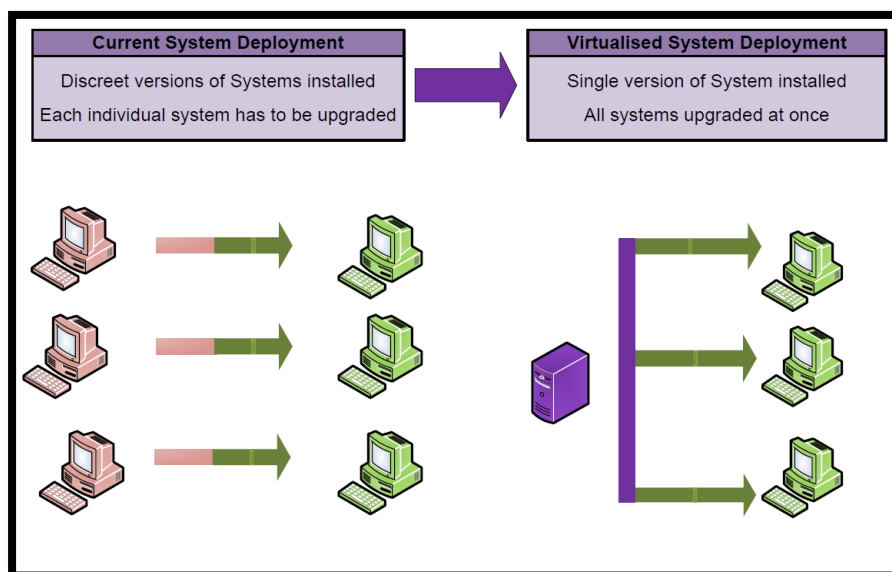 Current System Deployment
Discreet versions of Systems installed
Each individual system has to be upgraded
Virtualised System Deployment
Single version of System installed
All systems upgraded at once